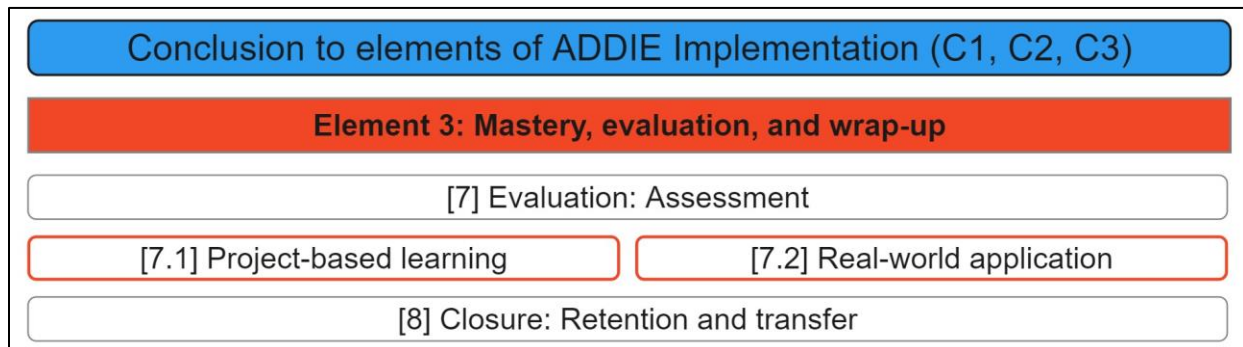 Conclusion to elements of ADDIE Implementation (C1, C2, C3)
Element 3: Mastery, evaluation, and wrap-up
[7] Evaluation: Assessment
[7.1] Project-based learning
[7.2] Real-world application
[8] Closure: Retention and transfer